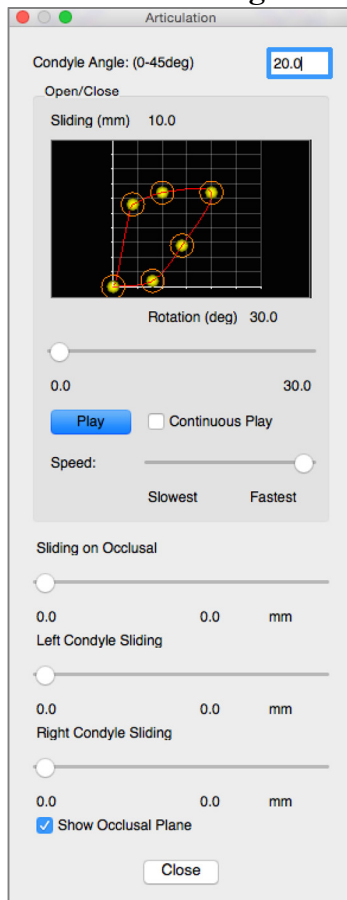 Articulation
Condyle Angle: (0-45deg) 20.0
Open/Close
Sliding (mm) 10.0
Rotation (deg) 30.0
0.0 30.0
Play Continuous Play
Speed:
Slowest Fastest
Sliding on Occlusal
0.0 0.0 mm
Left Condyle Sliding
0.0 0.0 mm
Right Condyle Sliding
0.0 0.0 mm
Show Occlusal Plane
Close